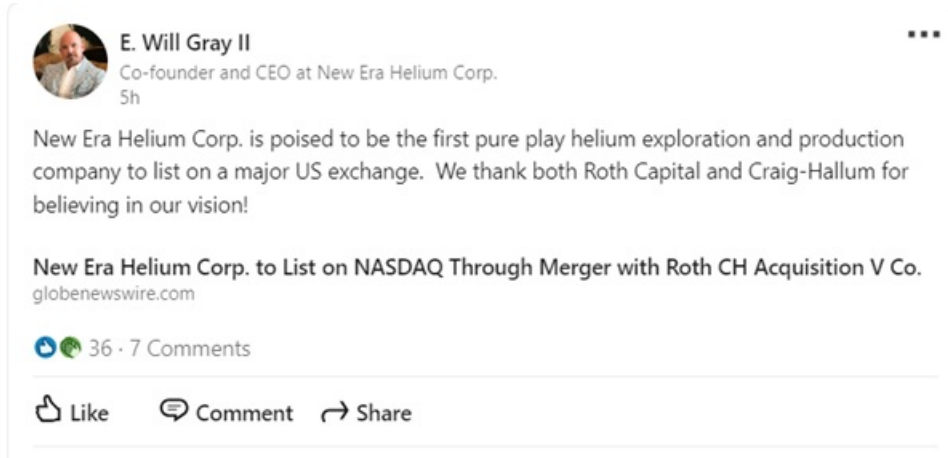 E. Will Gray II
Co-founder and CEO at New Era Helium Corp.
5h
New Era Helium Corp. is poised to be the first pure play helium exploration and production
company to list on a major US exchange.  We thank both Roth Capital and Craig-Hallum for
believing in our vision!
New Era Helium Corp. to List on NASDAQ Through Merger with Roth CH Acquisition V Co.
globenewswire.com
36 · 7 Comments
Like Comment Share